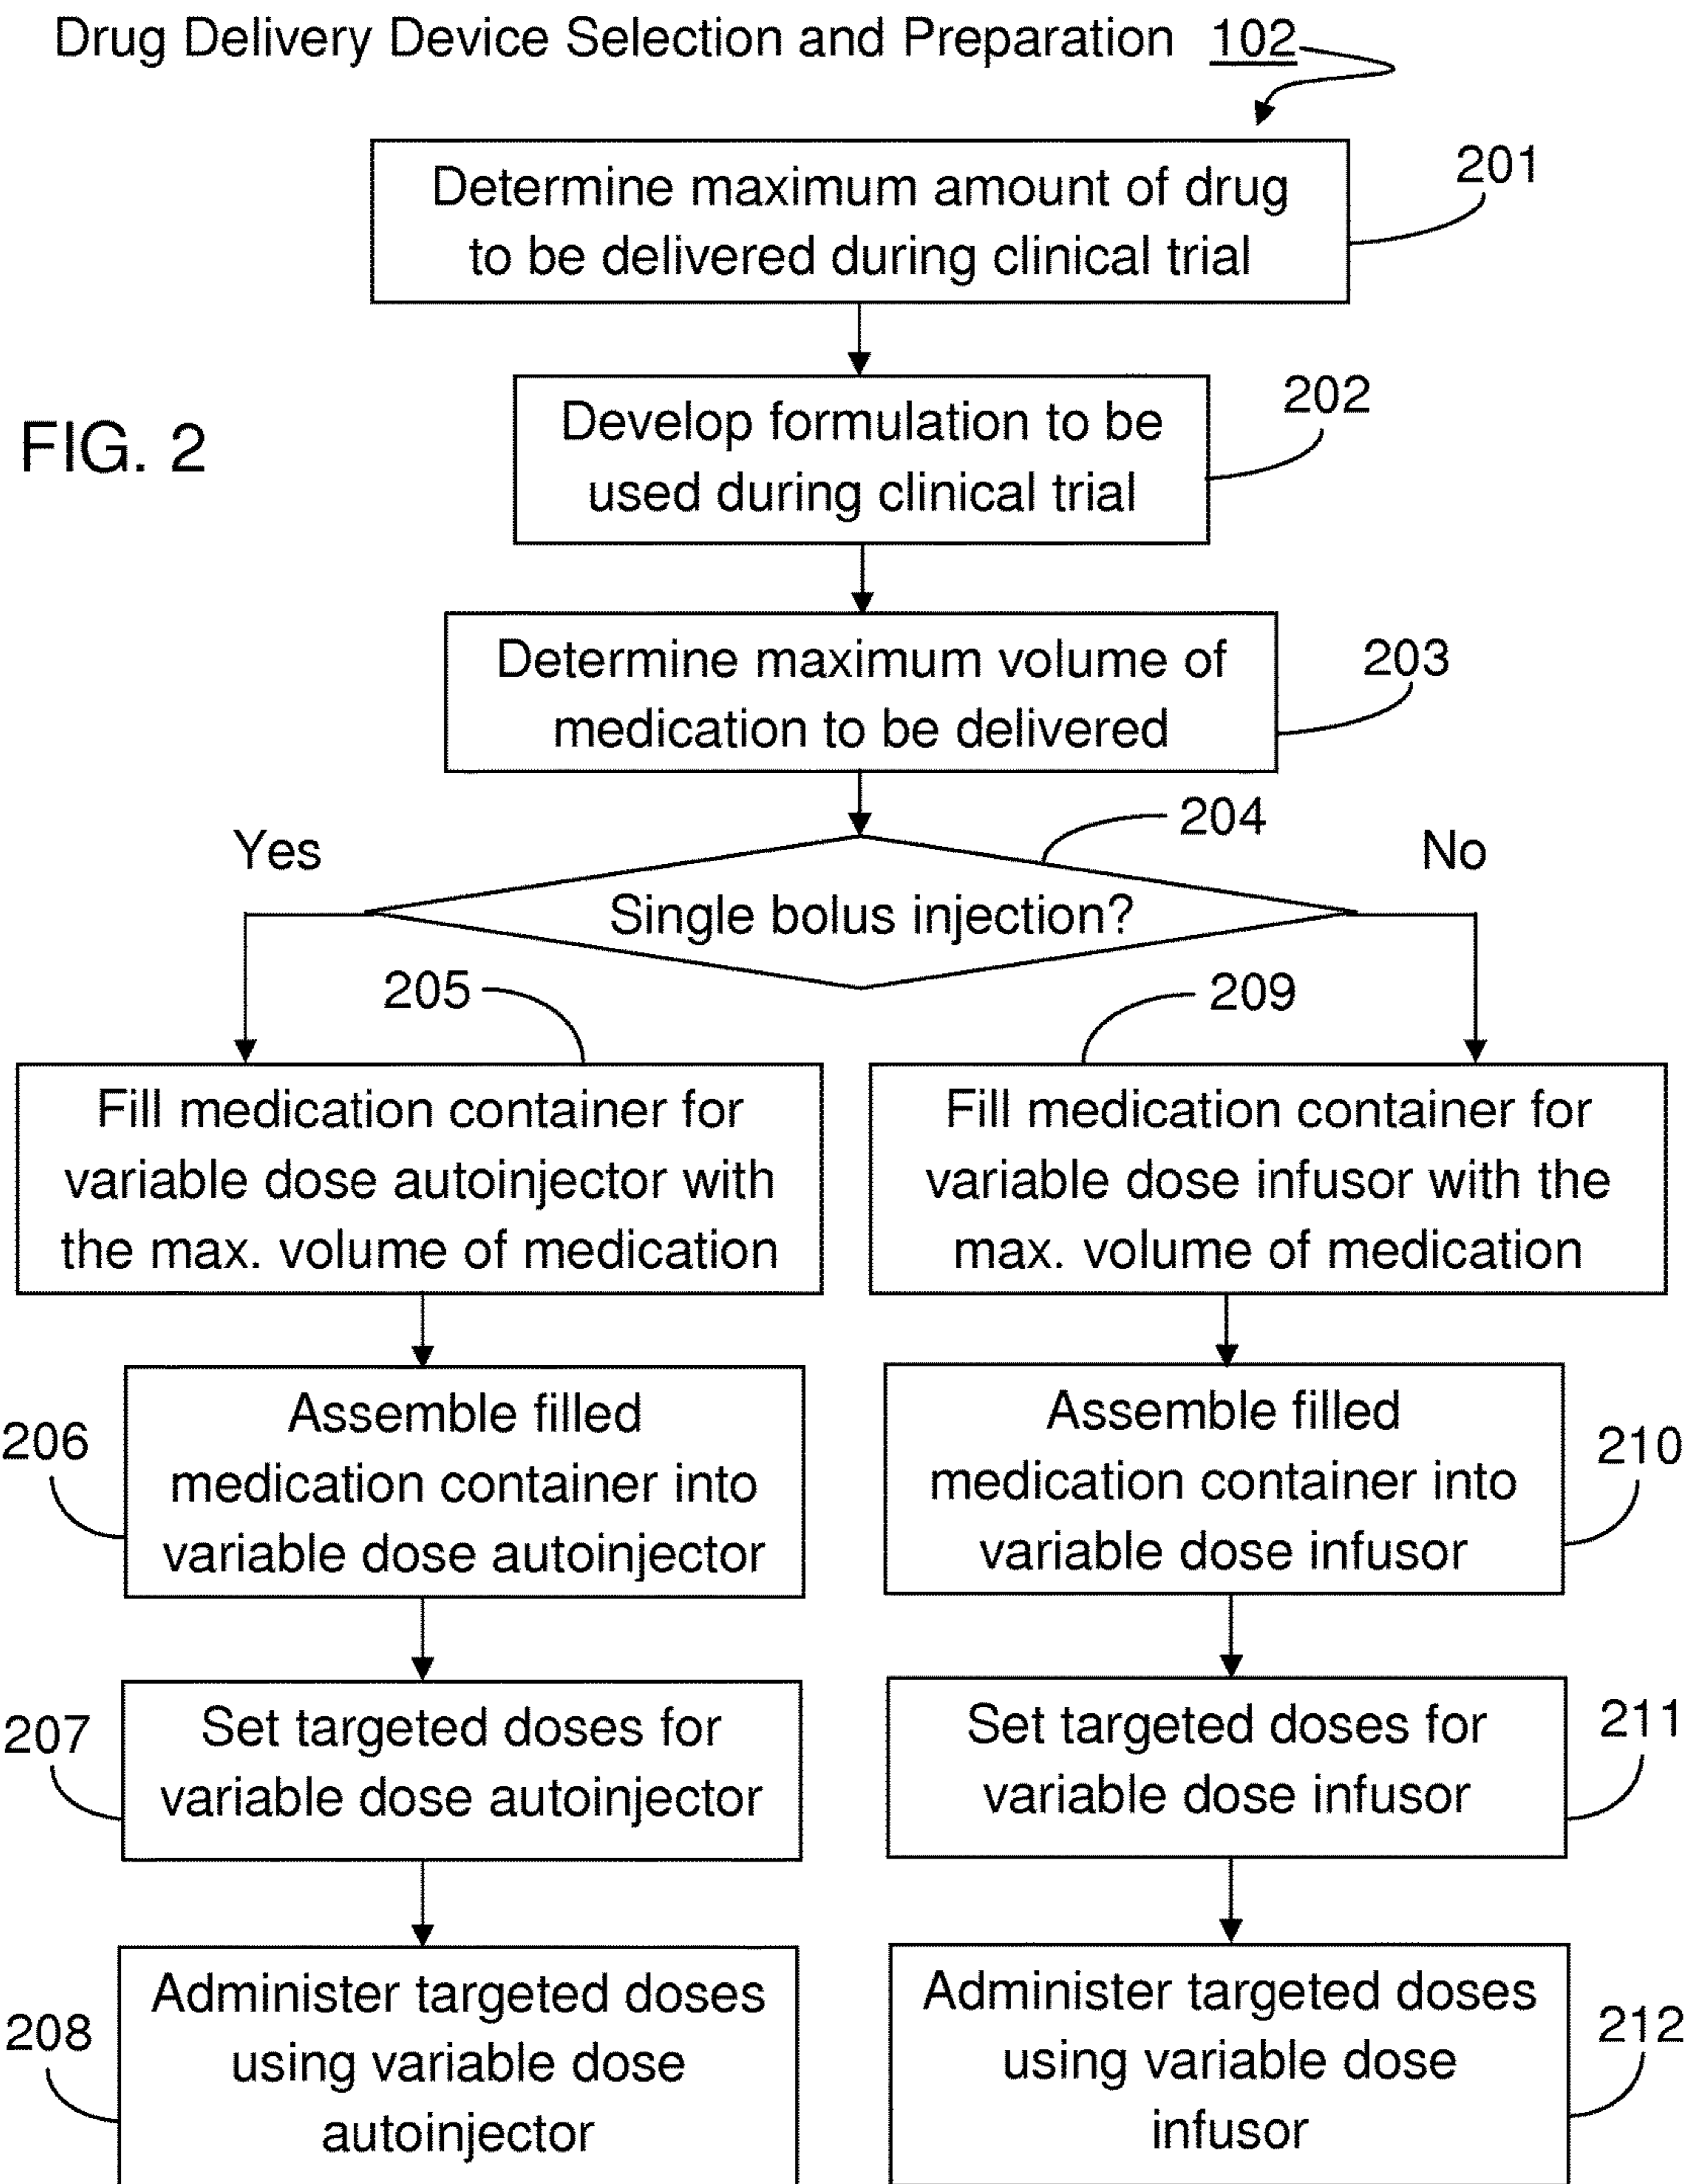 Drug Delivery Device Selection and Preparation 102
Determine maximum amount of drug
to be delivered during clinical trial
201
FIG. 2
Develop formulation to be
used during clinical trial
202
Determine maximum volume of
medication to be delivered
203
204
Yes
Single bolus injection?
No
205
209
Fill medication container for
variable dose autoinjector with
the max. volume of medication
Fill medication container for
variable dose infusor with the
max. volume of medication
206
Assemble filled
medication container into
variable dose autoinjector
Assemble filled
medication container into
variable dose infusor
210
207
Set targeted doses for
variable dose autoinjector
Set targeted doses for
variable dose infusor
211
208
Administer targeted doses
using variable dose
autoinjector
Administer targeted doses
using variable dose
infusor
212